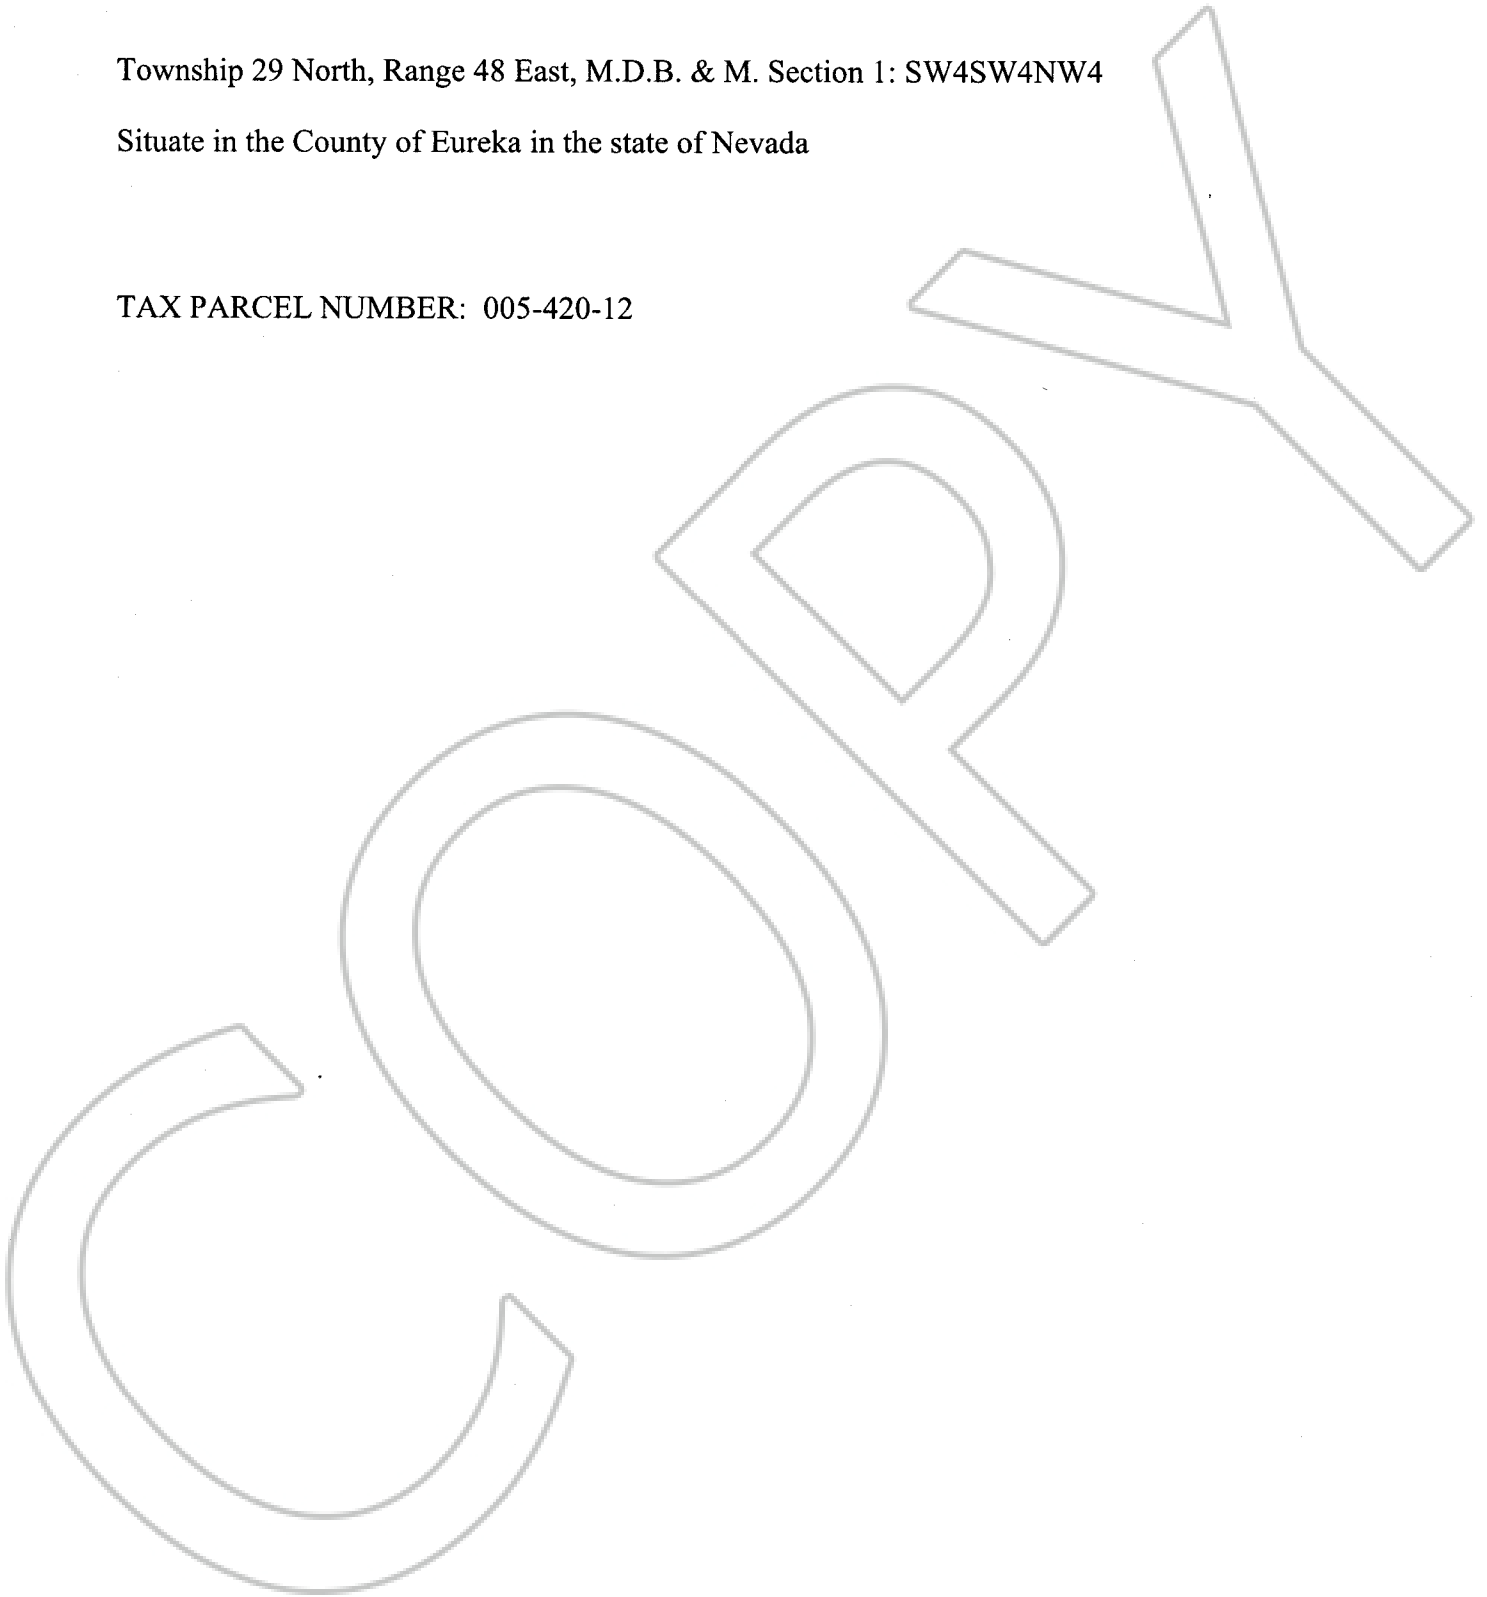 Township 29 North, Range 48 East, M.D.B. & M. Section 1: SW4SW4NW4
Situate in the County of Eureka in the state of Nevada
TAX PARCEL NUMBER: 005-420-12
COPY